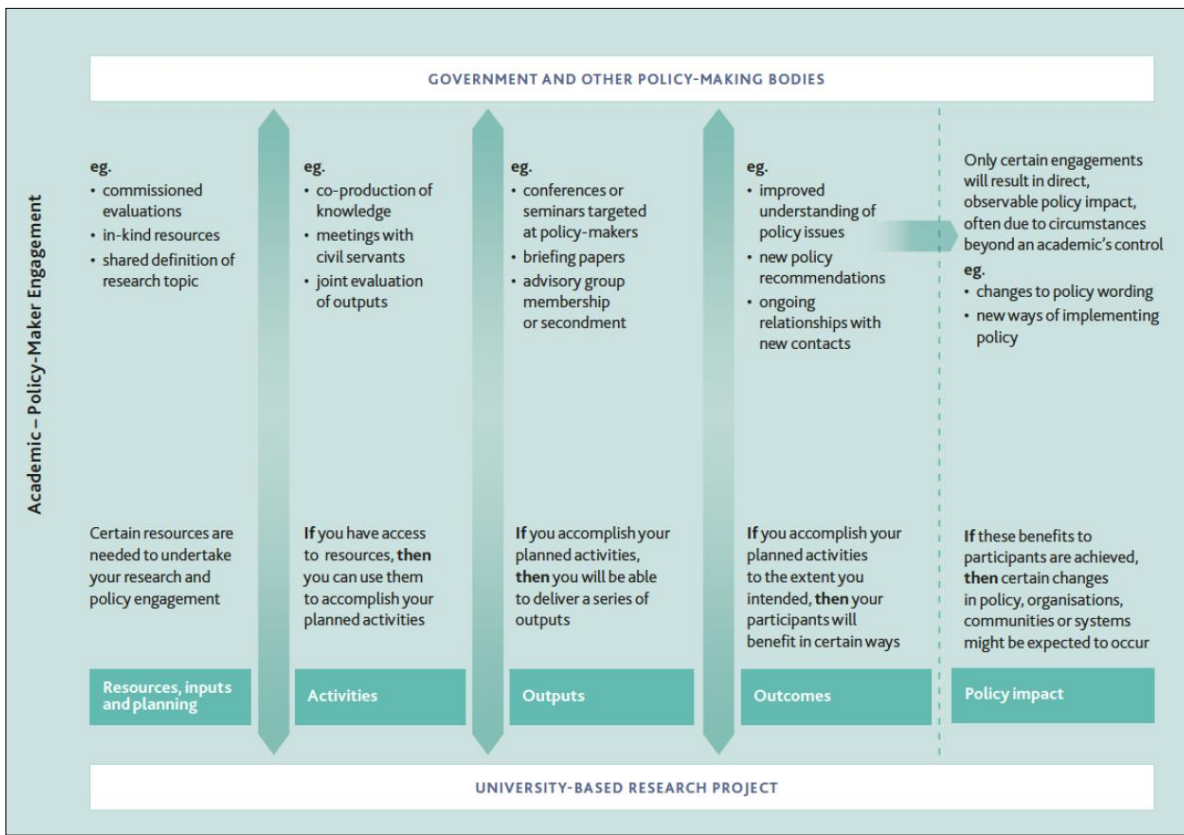 GOVERNMENT AND OTHER POLICY-MAKING BODIES
Academic – Policy-Maker Engagement
eg.
• commissioned
evaluations
• in-kind resources
• shared definition of
research topic
eg.
• co-production of
knowledge
• meetings with
civil servants
• joint evaluation
of outputs
eg.
• conferences or
seminars targeted
at policy-makers
• briefing papers
• advisory group
membership
or secondment
eg.
• improved
understanding of
policy issues
• new policy
recommendations
• ongoing
relationships with
new contacts
Only certain engagements
will result in direct,
observable policy impact,
often due to circumstances
beyond an academic's control
eg.
• changes to policy wording
• new ways of implementing
policy
Certain resources are
needed to undertake
your research and
policy engagement
If you have access
to resources, then
you can use them
to accomplish your
planned activities
If you accomplish your
planned activities,
then you will be able
to deliver a series of
outputs
If you accomplish your
planned activities
to the extent you
intended, then your
participants will
benefit in certain ways
If these benefits to
participants are achieved,
then certain changes
in policy, organisations,
communities or systems
might be expected to occur
Resources, inputs
and planning
Activities
Outputs
Outcomes
Policy impact
UNIVERSITY-BASED RESEARCH PROJECT